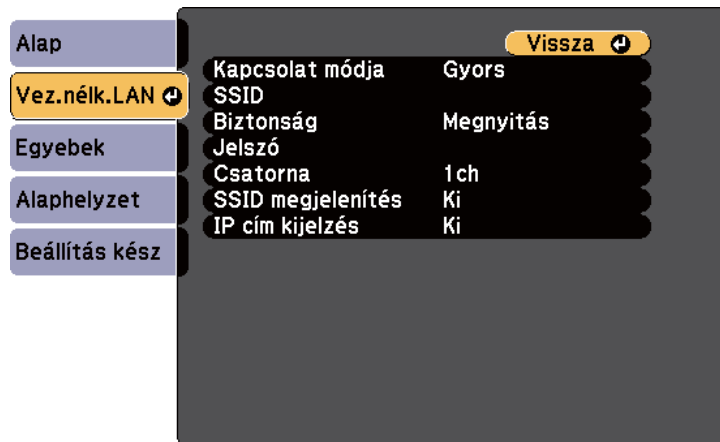 Alap
Vez.nélk.LAN
Egyebek
Alaphelyzet
Beállítás kész
Vissza
Kapcsolat módja Gyors
SSID
Biztonság Megnyitás
Jelszó
Csatorna 1ch
SSID megjelenítés Ki
IP cím kijelzés Ki